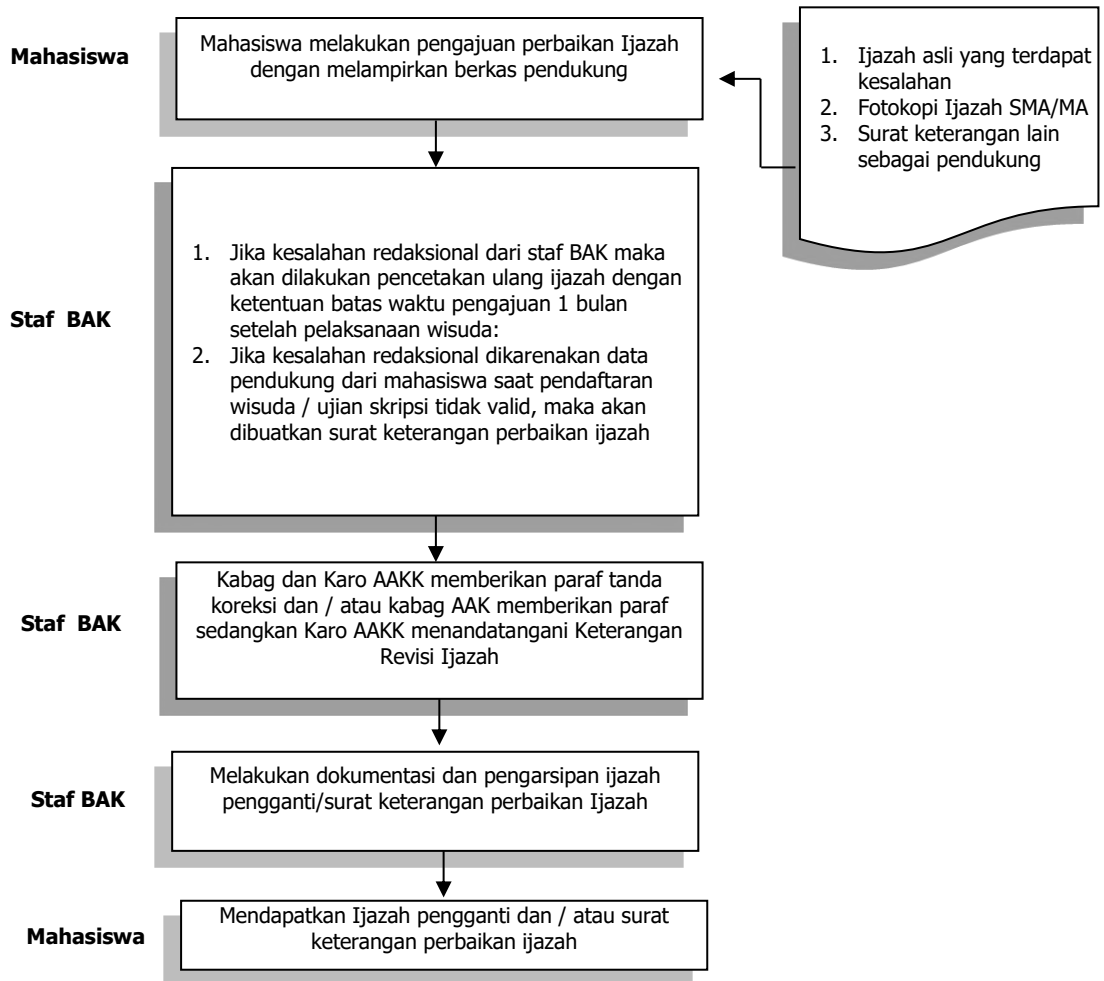 Mahasiswa
Mahasiswa melakukan pengajuan perbaikan Ijazah
dengan melampirkan berkas pendukung
1. Ijazah asli yang terdapat
kesalahan
2. Fotokopi Ijazah SMA/MA
3. Surat keterangan lain
sebagai pendukung
Staf BAK
1. Jika kesalahan redaksional dari staf BAK maka
akan dilakukan pencetakan ulang ijazah dengan
ketentuan batas waktu pengajuan 1 bulan
setelah pelaksanaan wisuda:
2. Jika kesalahan redaksional dikarenakan data
pendukung dari mahasiswa saat pendaftaran
wisuda / ujian skripsi tidak valid, maka akan
dibuatkan surat keterangan perbaikan ijazah
Staf BAK
Kabag dan Karo AAKK memberikan paraf tanda
koreksi dan / atau kabag AAK memberikan paraf
sedangkan Karo AAKK menandatangani Keterangan
Revisi Ijazah
Staf BAK
Melakukan dokumentasi dan pengarsipan ijazah
pengganti/surat keterangan perbaikan Ijazah
Mahasiswa
Mendapatkan Ijazah pengganti dan / atau surat
keterangan perbaikan ijazah